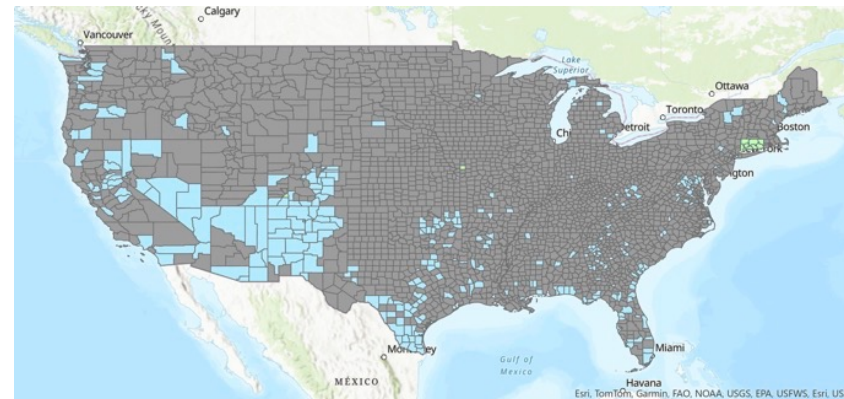 Calgary
Vancouver
Lake
Superior
Ottawa
Toronto
Detroit
Boston
Miami
Gulf of
Mexico
MÉXICO
Havana
Esri, TomTom, Garmin, FAO, NOAA, USGS, EPA, USFWS, Esri, US